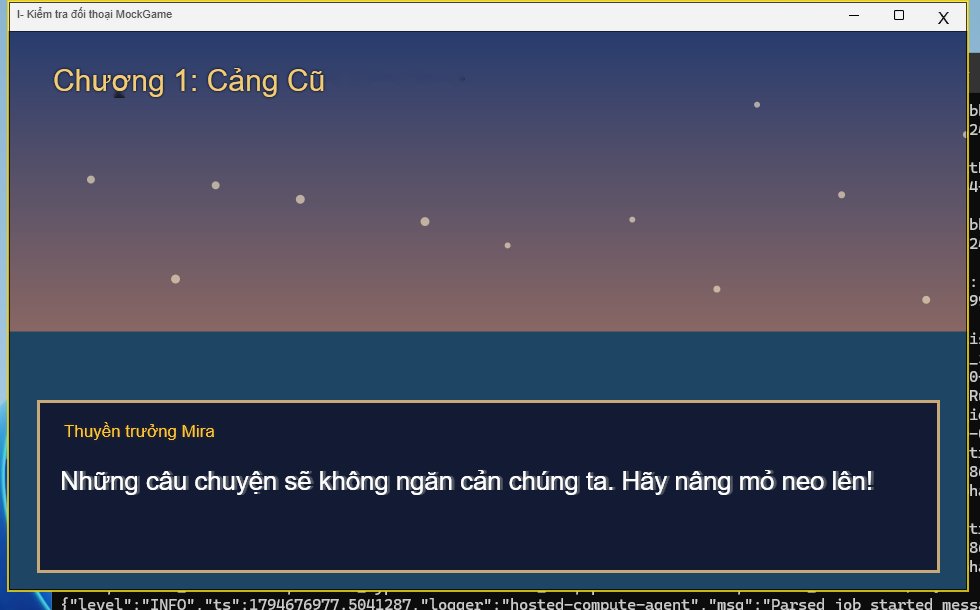 I- Kiểm tra đối thoại MockGame
Chương 1: Cảng Cũ
Thuyền trưởng Mira
Những câu chuyện sẽ không ngăn cản chúng ta. Hãy nâng mỏ neo lên!
{"level":"INFO","ts":1794676977.5041287,"logger":"hosted-compute-agent","msg":"Parsed job started mes